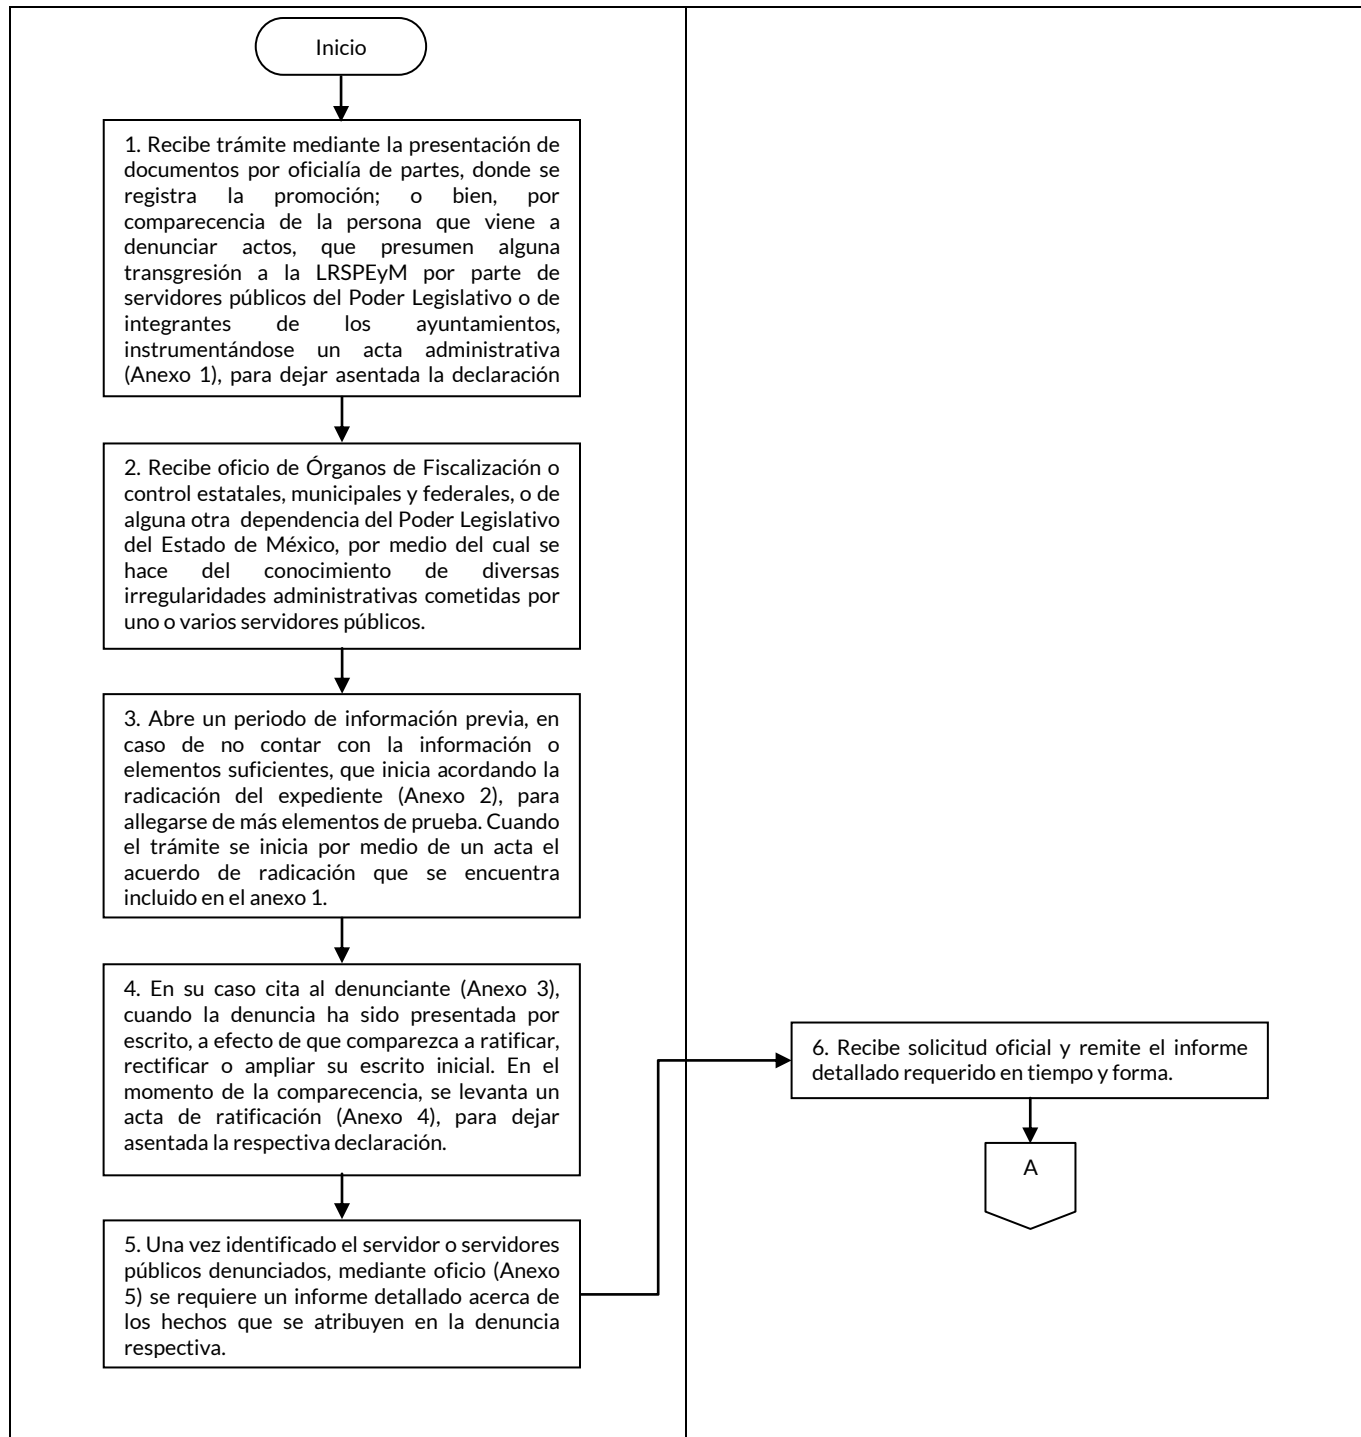 Inicio
1. Recibe trámite mediante la presentación de
documentos por oficialía de partes, donde se
registra la promoción; o bien, por
comparecencia de la persona que viene a
denunciar actos, que presumen alguna
transgresión a la LRSPEyM por parte de
servidores públicos del Poder Legislativo o de
integrantes de los ayuntamientos,
instrumentándose un acta administrativa
(Anexo 1), para dejar asentada la declaración
2. Recibe oficio de Órganos de Fiscalización o
control estatales, municipales y federales, o de
alguna otra dependencia del Poder Legislativo
del Estado de México, por medio del cual se
hace del conocimiento de diversas
irregularidades administrativas cometidas por
uno o varios servidores públicos.
3. Abre un periodo de información previa, en
caso de no contar con la información o
elementos suficientes, que inicia acordando la
radicación del expediente (Anexo 2), para
allegarse de más elementos de prueba. Cuando
el trámite se inicia por medio de un acta el
acuerdo de radicación que se encuentra
incluido en el anexo 1.
4. En su caso cita al denunciante (Anexo 3),
cuando la denuncia ha sido presentada por
escrito, a efecto de que comparezca a ratificar,
rectificar o ampliar su escrito inicial. En el
momento de la comparecencia, se levanta un
acta de ratificación (Anexo 4), para dejar
asentada la respectiva declaración.
5. Una vez identificado el servidor o servidores
públicos denunciados, mediante oficio (Anexo
5) se requiere un informe detallado acerca de
los hechos que se atribuyen en la denuncia
respectiva.
6. Recibe solicitud oficial y remite el informe
detallado requerido en tiempo y forma.
A